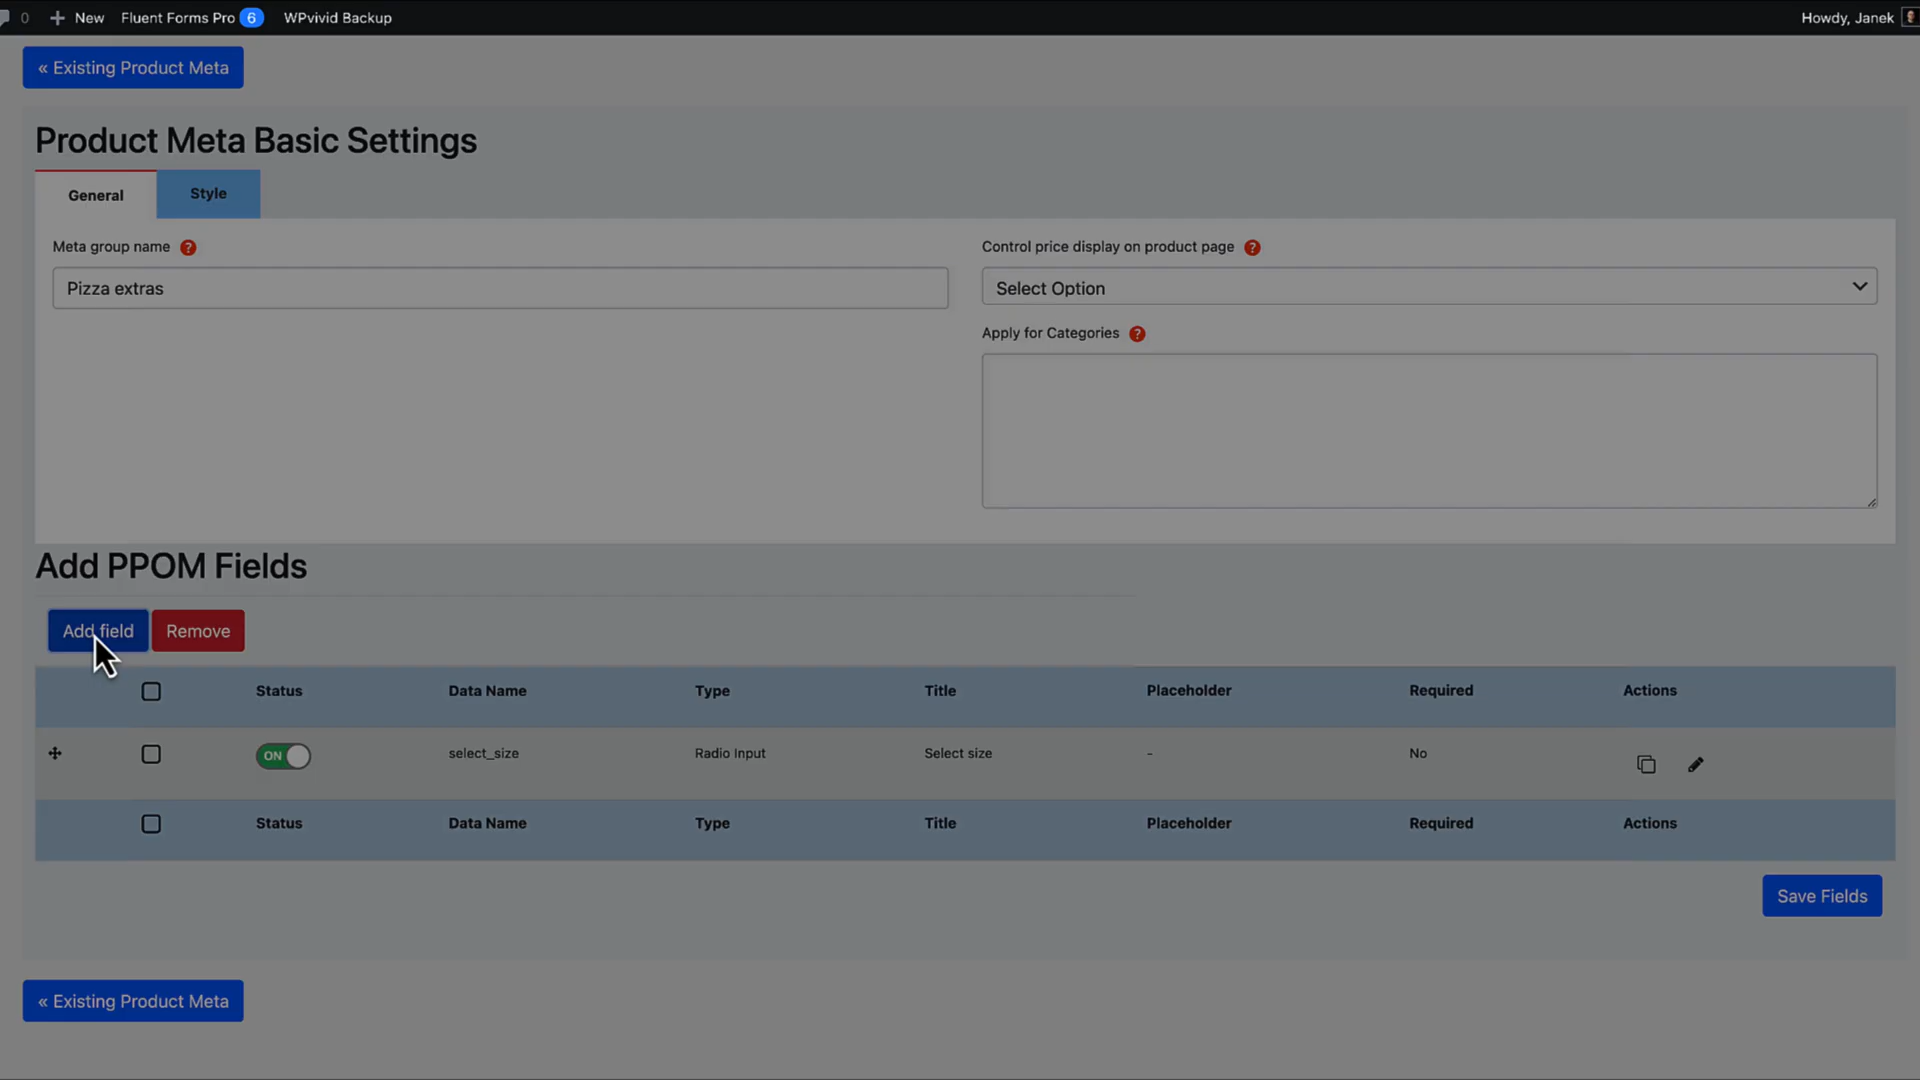 0 New Fluent Forms Pro 6 WPvivid Backup Howdy, Janek
« Existing Product Meta
Product Meta Basic Settings
General Style
Meta group name ? Control price display on product page ?
Pizza extras Select Option
Apply for Categories ?
Add PPOM Fields
Add field Remove
Status Data Name Type Title Placeholder Required Actions
ON select_size Radio Input Select size - No
Status Data Name Type Title Placeholder Required Actions
Save Fields
« Existing Product Meta